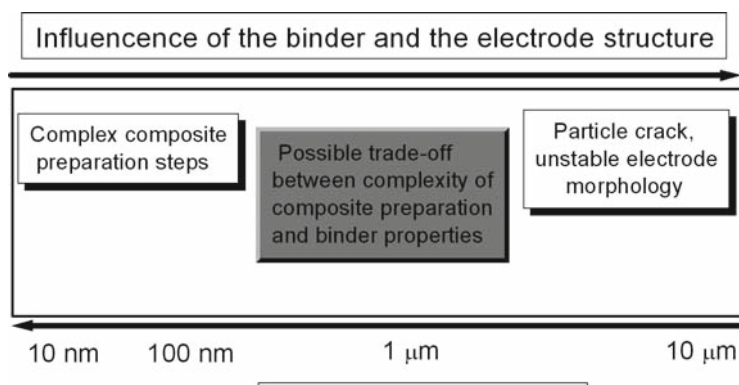 Influencence of the binder and the electrode structure
Complex composite
preparation steps
Possible trade-off
between complexity of
composite preparation
and binder properties
Particle crack,
unstable electrode
morphology
10 nm 100 nm 1 μm 10 μm